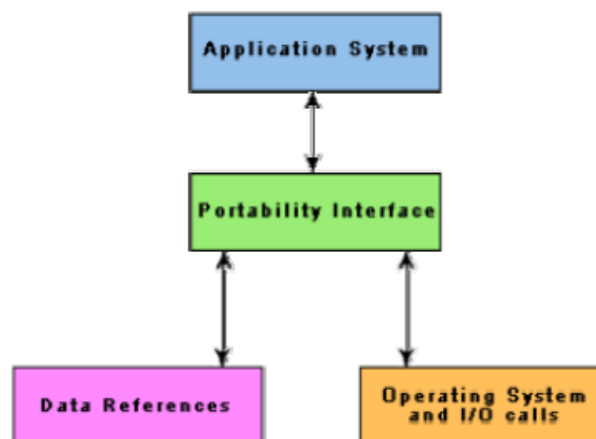 Application System
Portability Interface
Data References
Operating System
and I/O calls